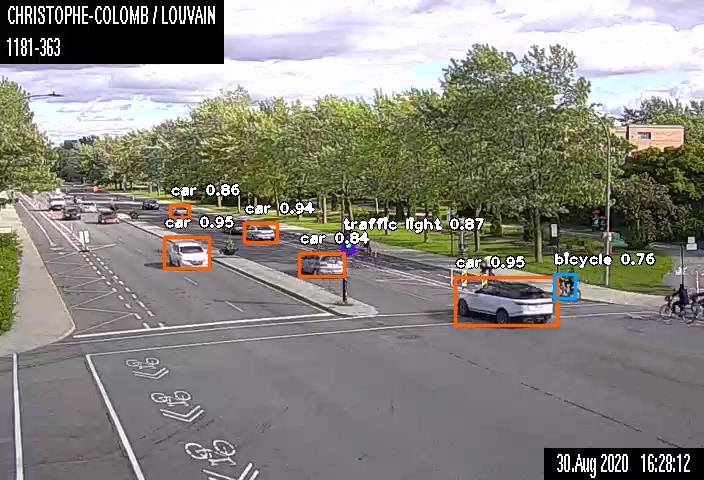 CHRISTOPHE-COLOMB / LOUVAIN
1181-363
car 0.86
car 0.95
car 0.94
traffic light 0.87
car 0.84
car 0.95
bicycle 0.76
30.Aug 2020 16:28:12